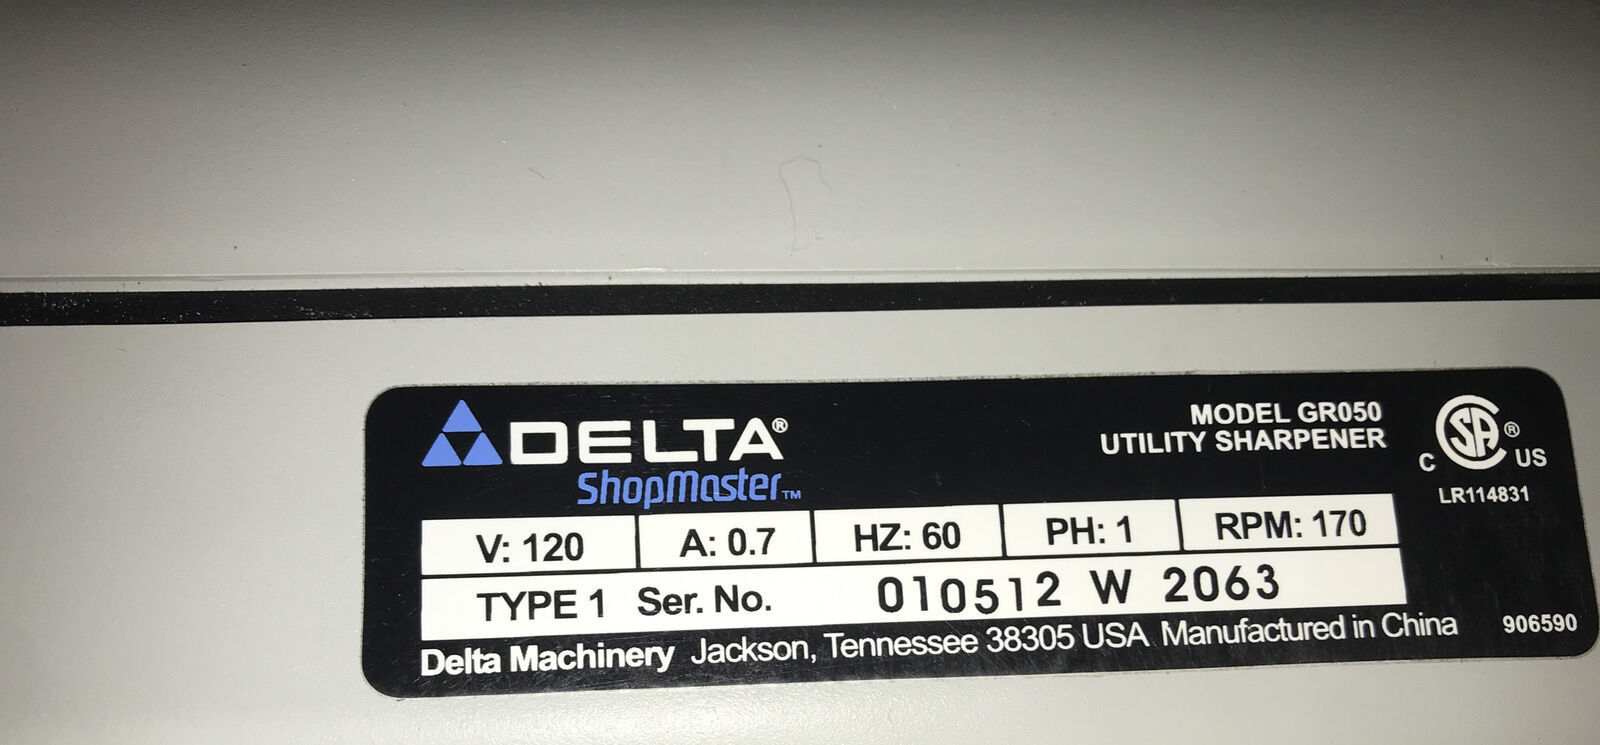 DELTA®
ShopMaster™
MODEL GR050
UTILITY SHARPENER
CSA® C US
LR114831
V: 120 A: 0.7 HZ: 60 PH: 1 RPM: 170
TYPE 1 Ser. No. 010512 W 2063
Delta Machinery Jackson, Tennessee 38305 USA Manufactured in China 906590